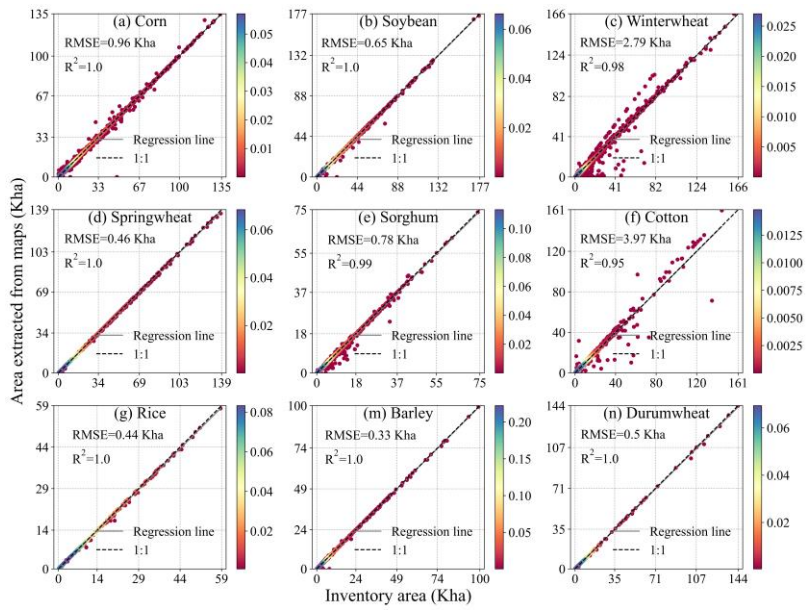 Area extracted from maps (Kha)
(a) Corn
RMSE=0.96 Kha
R²=1.0
Regression line
1:1
135
101
67
33
0
0 33 67 101 135
0.05
0.04
0.03
0.02
0.01
(b) Soybean
RMSE=0.65 Kha
R²=1.0
Regression line
1:1
177
132
88
44
0
0 44 88 132 177
0.06
0.04
0.02
(c) Winterwheat
RMSE=2.79 Kha
R²=0.98
Regression line
1:1
166
124
82
41
0
0 41 82 124 166
0.025
0.020
0.015
0.010
0.005
(d) Springwheat
RMSE=0.46 Kha
R²=1.0
Regression line
1:1
139
103
69
34
0
0 34 69 103 139
0.06
0.04
0.02
(e) Sorghum
RMSE=0.78 Kha
R²=0.99
Regression line
1:1
75
55
37
18
0
0 18 37 55 75
0.10
0.08
0.06
0.04
0.02
(f) Cotton
RMSE=3.97 Kha
R²=0.95
Regression line
1:1
161
120
80
40
0
0 40 80 120 161
0.0125
0.0100
0.0075
0.0050
0.0025
(g) Rice
RMSE=0.44 Kha
R²=1.0
Regression line
1:1
59
44
29
14
0
0 14 29 44 59
0.08
0.06
0.04
0.02
(m) Barley
RMSE=0.33 Kha
R²=1.0
Regression line
1:1
99
74
49
24
0
0 24 50 75 100
0.20
0.15
0.10
0.05
(n) Durumwheat
RMSE=0.5 Kha
R²=1.0
Regression line
1:1
144
107
71
35
0
0 35 71 107 144
0.06
0.04
0.02
Inventory area (Kha)